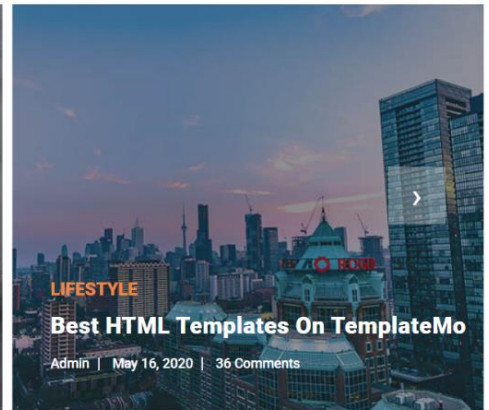 LIFESTYLE
Best HTML Templates On TemplateMo
Admin | May 16, 2020 | 36 Comments